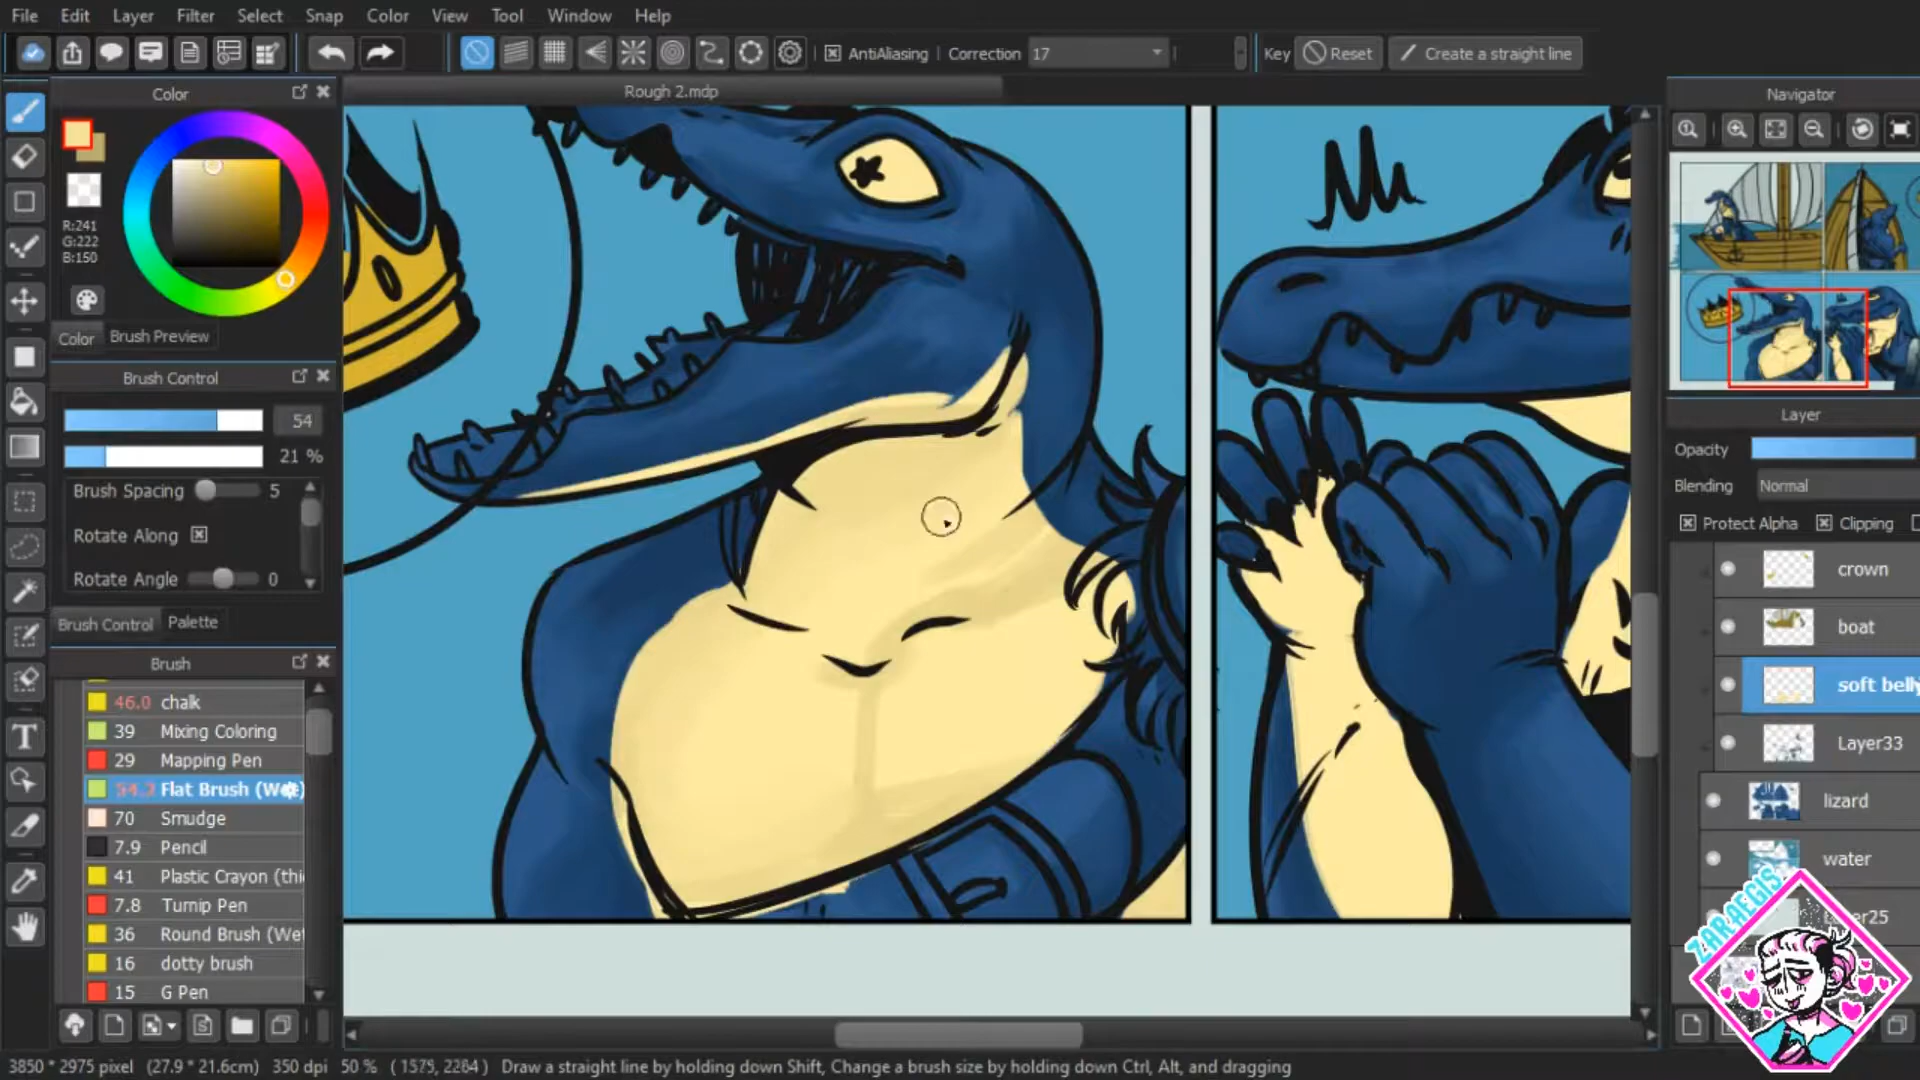 File Edit Layer Filter Select Snap Color View Tool Window Help
AntiAliasing Correction 17 Key Reset Create a straight line
Rough 2.mdp
Color
R:241
G:222
B:150
Color Brush Preview
Brush Control
54
21 %
Brush Spacing 5
Rotate Along
Rotate Angle 0
Brush Control Palette
Brush
46.0 chalk
39 Mixing Coloring
29 Mapping Pen
Flat Brush (Wet)
70 Smudge
7.9 Pencil
41 Plastic Crayon (thi
7.8 Turnip Pen
36 Round Brush (Wet
16 dotty brush
15 G Pen
Navigator
Layer
Opacity
Blending Normal
Protect Alpha Clipping
crown
boat
soft belly
Layer33
lizard
water
ZARAEGIS
3850 * 2975 pixel (27.9 * 21.6cm) 350 dpi 50 % ( 1575, 2284 ) Draw a straight line by holding down Shift, Change a brush size by holding down Ctrl, Alt, and dragging